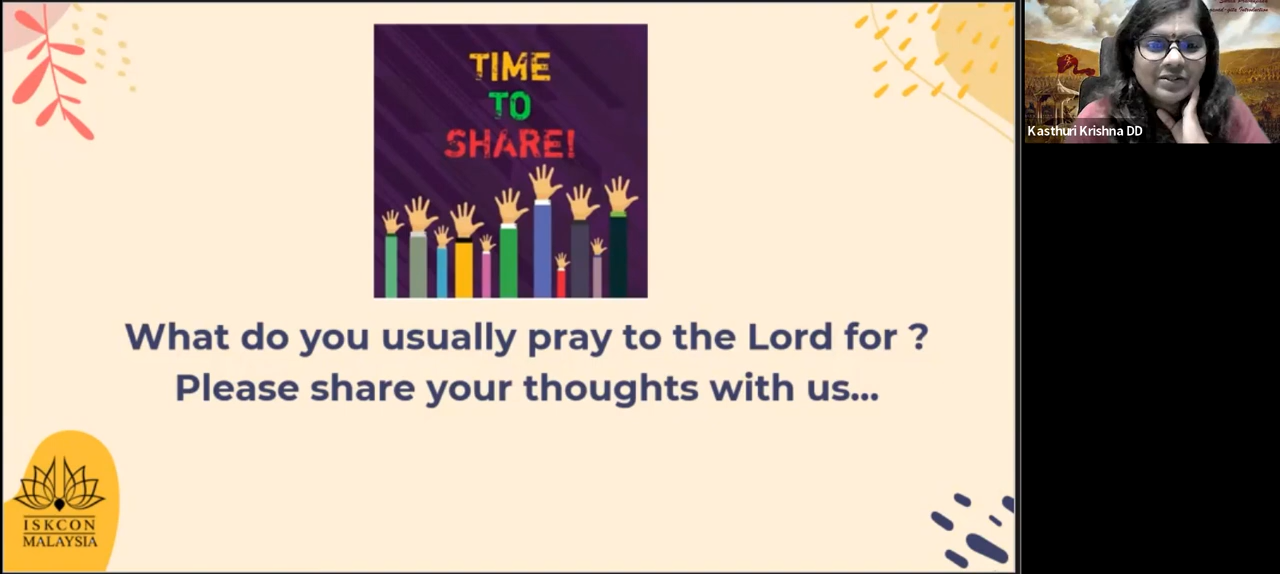 TIME
TO
SHARE!
What do you usually pray to the Lord for ?
Please share your thoughts with us...
ISKCON
MALAYSIA
Kasthuri Krishna DD